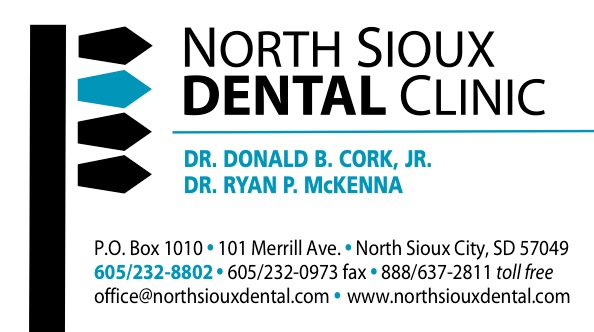 NORTH SIOUX
DENTAL CLINIC
DR. DONALD B. CORK, JR.
DR. RYAN P. McKENNA
P.O. Box 1010 • 101 Merrill Ave. • North Sioux City, SD 57049
605/232-8802 • 605/232-0973 fax • 888/637-2811 toll free
office@northsiouxdental.com • www.northsiouxdental.com